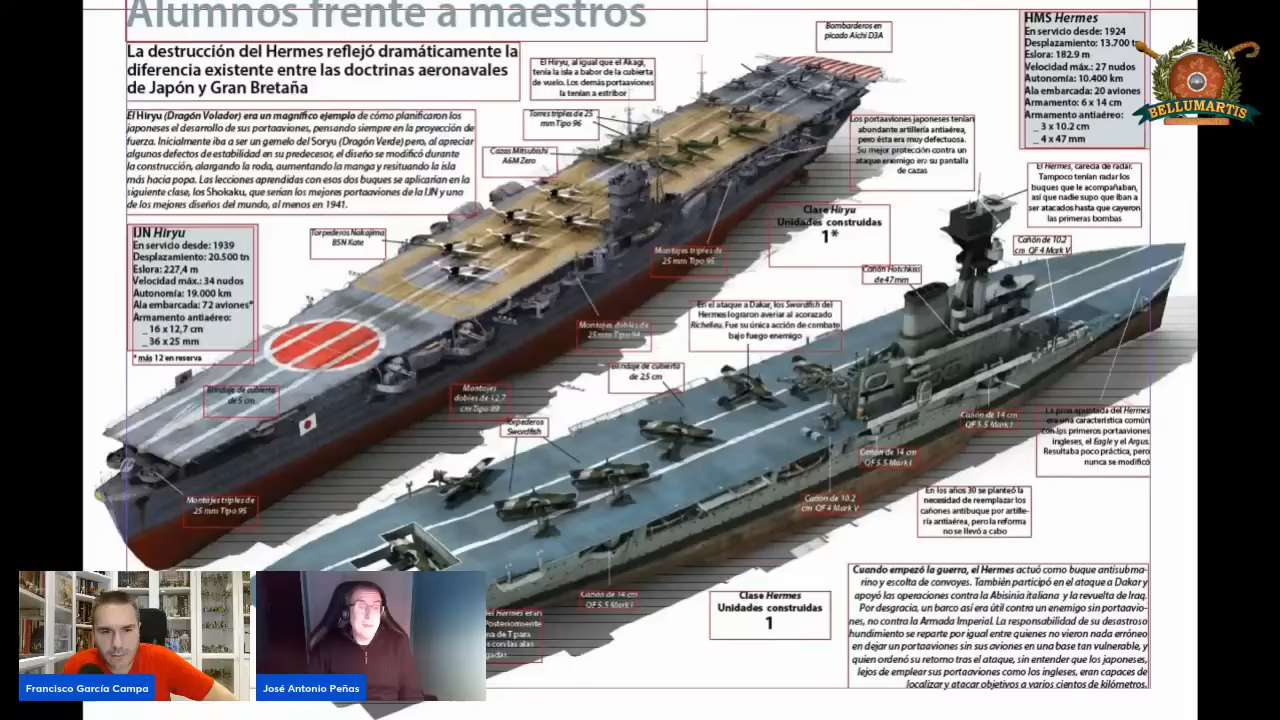 Alumnos frente a maestros
La destrucción del Hermes reflejó dramáticamente la
diferencia existente entre las doctrinas aeronavales
de Japón y Gran Bretaña
El Hiryu (Dragón Volador) era un magnífico ejemplo de cómo planificaron los
japoneses el desarrollo de sus portaaviones, pensando siempre en la proyección de
fuerza. Inicialmente iba a ser un gemelo del Soryu (Dragón Verde) pero, al apreciar
algunos defectos de estabilidad en su predecesor, el diseño se modificó durante
la construcción, alargando la roda, aumentando la manga y resituando la isla
más hacia popa. Las lecciones aprendidas con esos dos buques se aplicarían en la
siguiente clase, los Shokaku, que serían los mejores portaaviones de la IJN y uno
de los mejores diseños del mundo, al menos en 1941.
IJN Hiryu
En servicio desde: 1939
Desplazamiento: 20.500 tn
Eslora: 227,4 m
Velocidad máx.: 34 nudos
Autonomía: 19.000 km
Ala embarcada: 72 aviones*
Armamento antiaéreo:
_ 16 x 12,7 cm
_ 36 x 25 mm
* más 12 en reserva
El Hiryu, al igual que el Akagi,
tenía la isla a babor de la cubierta
de vuelo. Los demás portaaviones
la tenían a estribor
Torres triples de 25
mm Tipo 96
Cazas Mitsubishi
A6M Zero
Torpederos Nakajima
B5N Kate
Bombarderos en
picado Aichi D3A
Los portaaviones japoneses tenían
abundante artillería antiaérea,
pero ésta era muy defectuosa.
Su mejor protección contra un
ataque enemigo era su pantalla
de cazas
Clase Hiryu
Unidades construidas
1*
Montajes triples de
25 mm Tipo 95
Montajes dobles de
25 mm Tipo 94
Montajes
dobles de 12,7
cm Tipo 89
Blindaje de cubierta
de 5 cm
Montajes triples de
25 mm Tipo 95
HMS Hermes
En servicio desde: 1924
Desplazamiento: 13.700 tn
Eslora: 182.9 m
Velocidad máx.: 27 nudos
Autonomía: 10.400 km
Ala embarcada: 20 aviones
Armamento: 6 x 14 cm
Armamento antiaéreo:
_ 3 x 10.2 cm
_ 4 x 47 mm
BELLUMARTIS
El Hermes, carecía de radar.
Tampoco tenían radar los
buques que le acompañaban,
así que nadie supo que iban a
ser atacados hasta que cayeron
las primeras bombas
Cañón de 10.2
cm QF 4 Mark V
Cañón Hotchkiss
de 47 mm
En el ataque a Dakar, los Swordfish del
Hermes lograron averiar al acorazado
Richelieu. Fue su única acción de combate
bajo fuego enemigo
Blindaje de cubierta
de 2,5 cm
Torpederos
Swordfish
Cañón de 14 cm
QF 5.5 Mark I
Cañón de 14 cm
QF 5.5 Mark I
Cañón de 10.2
cm QF 4 Mark V
Cañón de 14 cm
QF 5.5 Mark I
La proa apuntada del Hermes
era una característica común
con los primeros portaaviones
ingleses, el Eagle y el Argus.
Resultaba poco práctica, pero
nunca se modificó
En los años 30 se planteó la
necesidad de reemplazar los
cañones antibuque por artille-
ría antiaérea, pero la reforma
no se llevó a cabo
Clase Hermes
Unidades construidas
1
Cuando empezó la guerra, el Hermes actuó como buque antisubma-
rino y escolta de convoyes. También participó en el ataque a Dakar y
apoyó las operaciones contra la Abisinia italiana y la revuelta de Iraq.
Por desgracia, un barco así era útil contra un enemigo sin portaavio-
nes, no contra la Armada Imperial. La responsabilidad de su desastroso
hundimiento se reparte por igual entre quienes no vieron nada erróneo
en dejar un portaaviones sin sus aviones en una base tan vulnerable, y
quien ordenó su retorno tras el ataque, sin entender que los japoneses,
lejos de emplear sus portaaviones como los ingleses, eran capaces de
localizar y atacar objetivos a varios cientos de kilómetros.
del Hermes eran
Posteriormente
ma de T para
s con las alas
gadas
Francisco García Campa
José Antonio Peñas